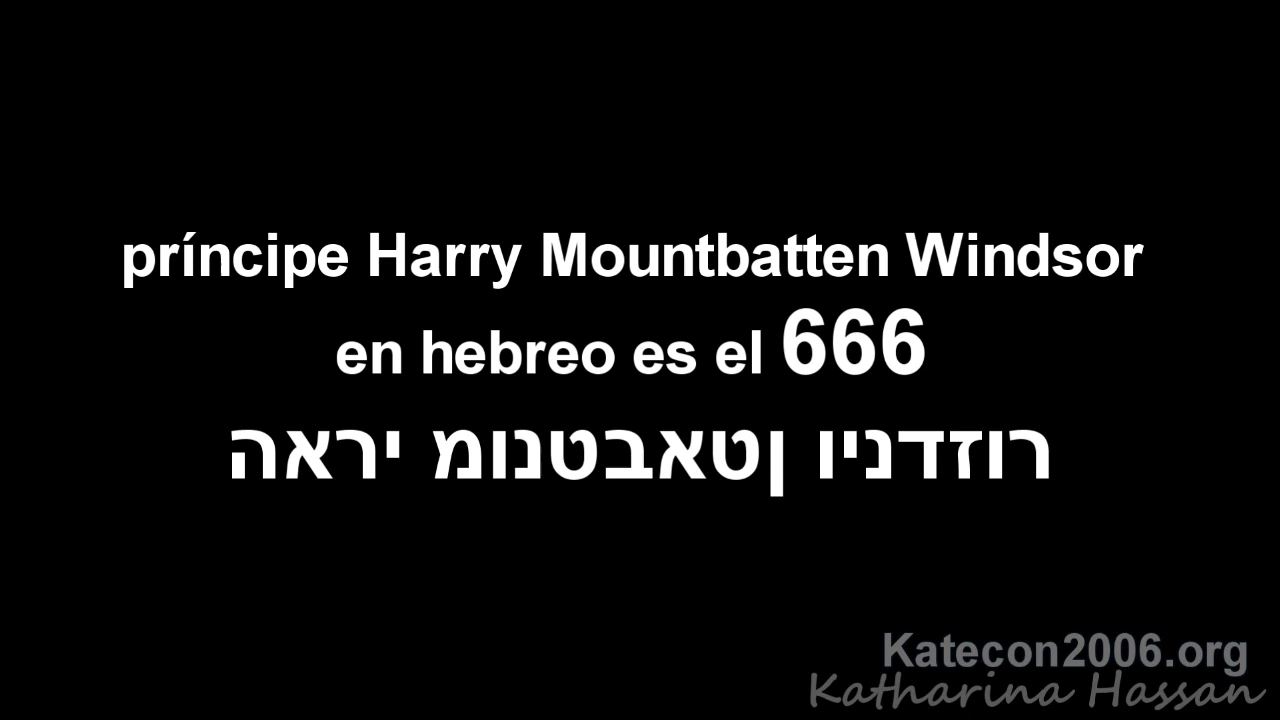 príncipe Harry Mountbatten Windsor
en hebreo es el 666
רוזדניו ןטאבטנומ יראה
Katecon2006.org
Katharina Hassan